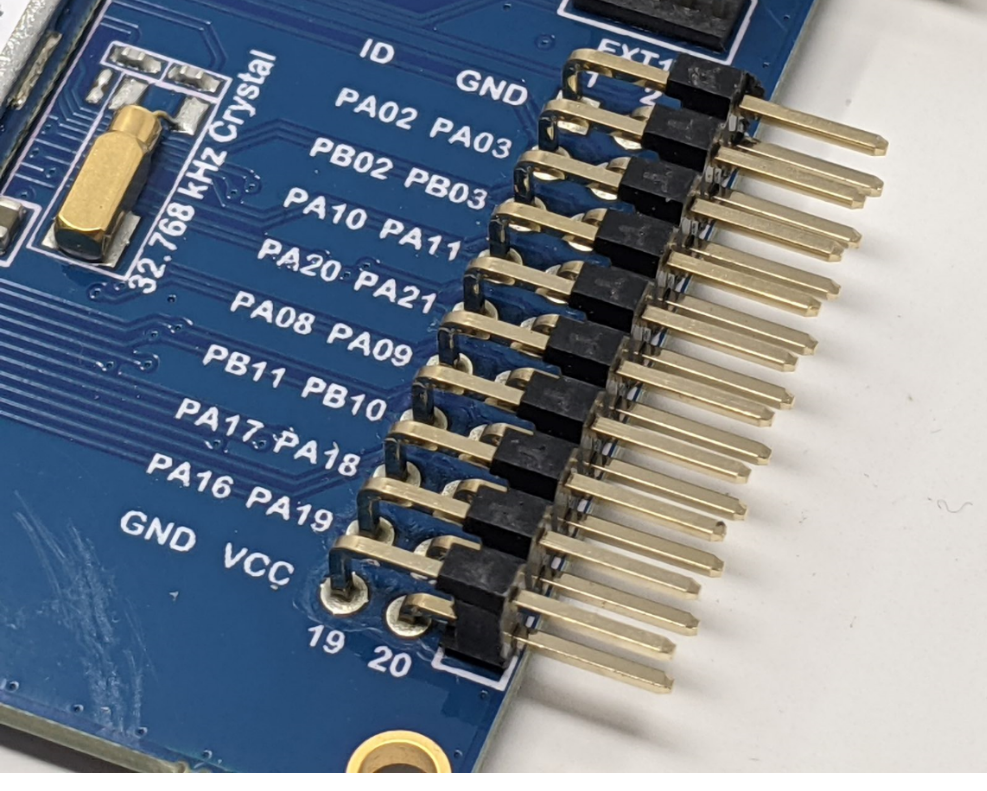 EXT1
1 2
ID GND
PA02 PA03
PB02 PB03
PA10 PA11
PA20 PA21
PA08 PA09
PB11 PB10
PA17 PA18
PA16 PA19
GND VCC
19 20
32.768 kHz Crystal